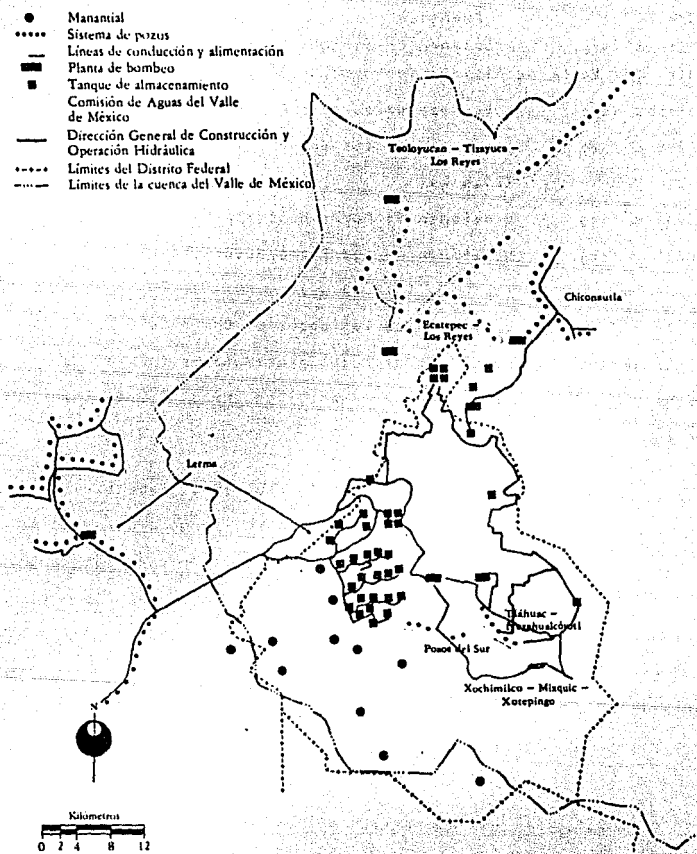 Manantial
Sistema de pozos
Líneas de conducción y alimentación
Planta de bombeo
Tanque de almacenamiento
Comisión de Aguas del Valle
de México
Dirección General de Construcción y
Operación Hidráulica
Límites del Distrito Federal
Límites de la cuenca del Valle de México
Teoloyucan – Tizayuca –
Los Reyes
Chiconautla
Ecatepec –
Los Reyes
Lerma
Tláhuac –
Nezahualcóyotl
Pozos del Sur
Xochimilco – Mixquic –
Xotepingo
N
Kilómetros
0 2 4 8 12